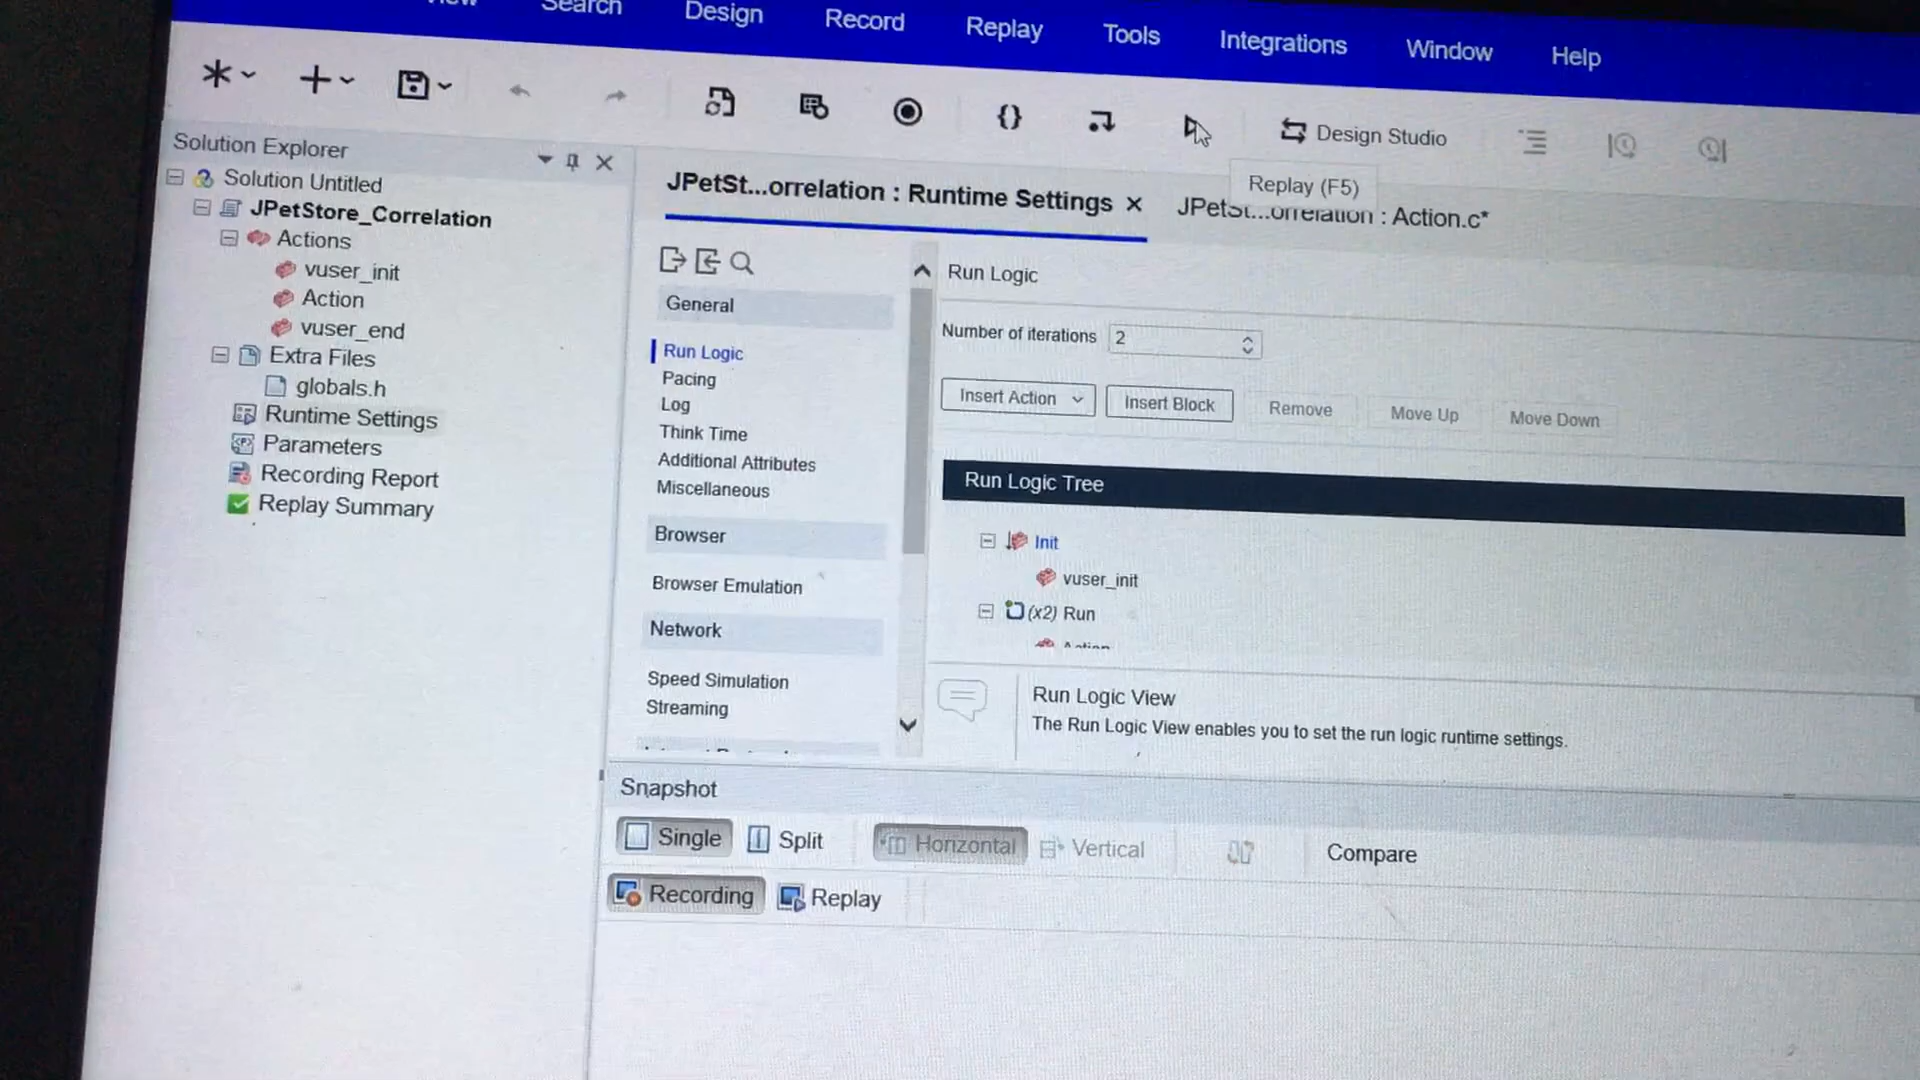 Search Design Record Replay Tools Integrations Window Help
Design Studio
Replay (F5)
Solution Explorer
Solution Untitled
JPetStore_Correlation
Actions
vuser_init
Action
vuser_end
Extra Files
globals.h
Runtime Settings
Parameters
Recording Report
Replay Summary
JPetSt...orrelation : Runtime Settings
JPetSt...orrelation : Action.c*
General
Run Logic
Pacing
Log
Think Time
Additional Attributes
Miscellaneous
Browser
Browser Emulation
Network
Speed Simulation
Streaming
Run Logic
Number of iterations 2
Insert Action Insert Block Remove Move Up Move Down
Run Logic Tree
Init
vuser_init
(x2) Run
Action
Run Logic View
The Run Logic View enables you to set the run logic runtime settings.
Snapshot
Single Split Horizontal Vertical Compare
Recording Replay